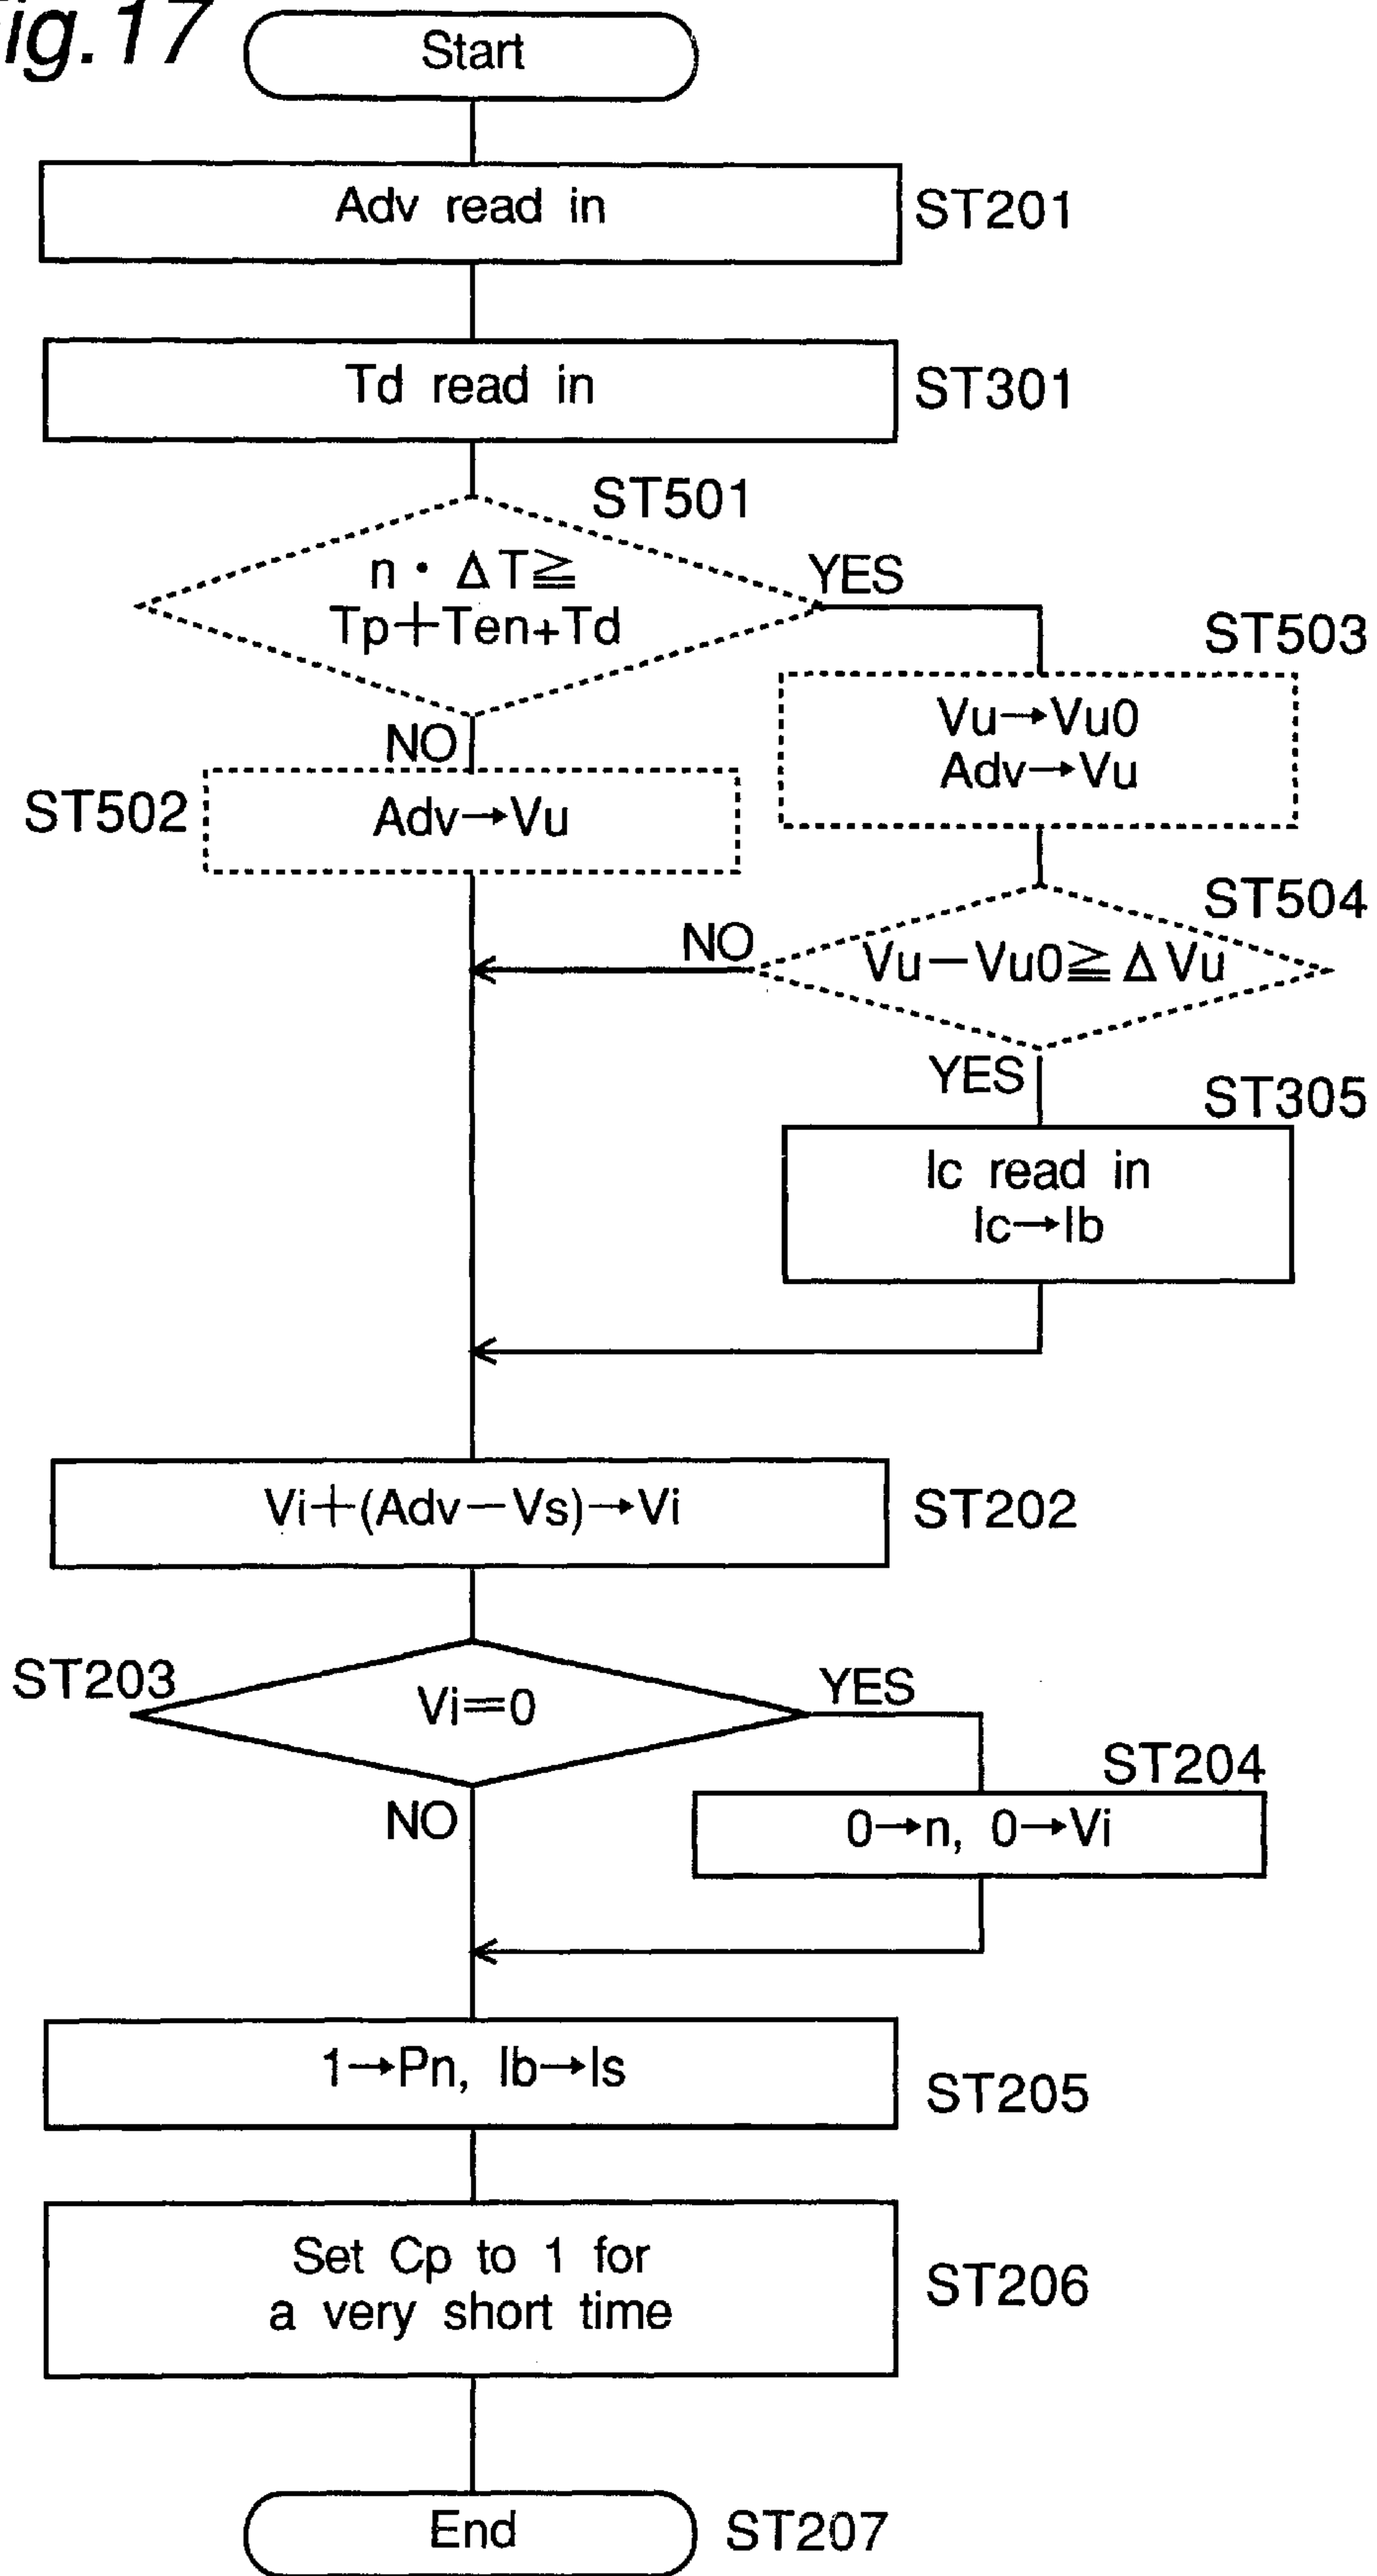 ig.17
Start
Adv read in
ST201
Td read in
ST301
ST501
n・ΔT≧
Tp+Ten+Td
YES
ST503
Vu→Vu0
Adv→Vu
NO
ST502
Adv→Vu
ST504
NO
Vu−Vu0≧ΔVu
YES
ST305
Ic read in
Ic→Ib
Vi+(Adv−Vs)→Vi
ST202
ST203
Vi=0
YES
ST204
NO
0→n, 0→Vi
1→Pn, Ib→Is
ST205
Set Cp to 1 for
a very short time
ST206
End
ST207